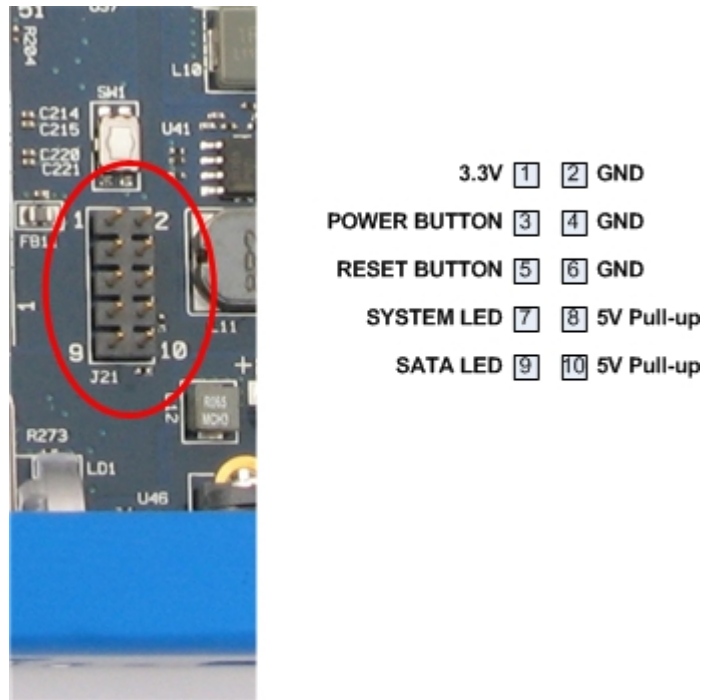 R204
L10
SW1
C214
C215
U41
C220
C221
1 2
FB1
1
L11
9 10
J21
+
R065
MCH3
R273
LD1
U46
3.3V 1 2 GND
POWER BUTTON 3 4 GND
RESET BUTTON 5 6 GND
SYSTEM LED 7 8 5V Pull-up
SATA LED 9 10 5V Pull-up